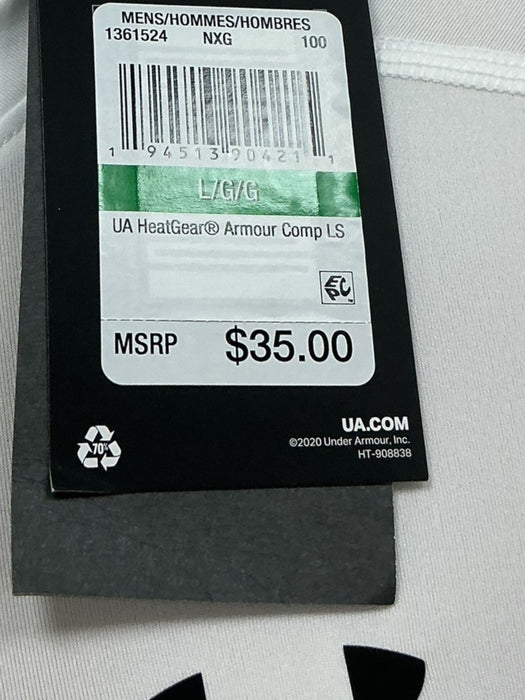 MENS/HOMMES/HOMBRES
1361524 NXG 100
1 94513 90421 1
L/G/G
UA HeatGear® Armour Comp LS
EPC
MSRP $35.00
70%
UA.COM
©2020 Under Armour, Inc.
HT-908838